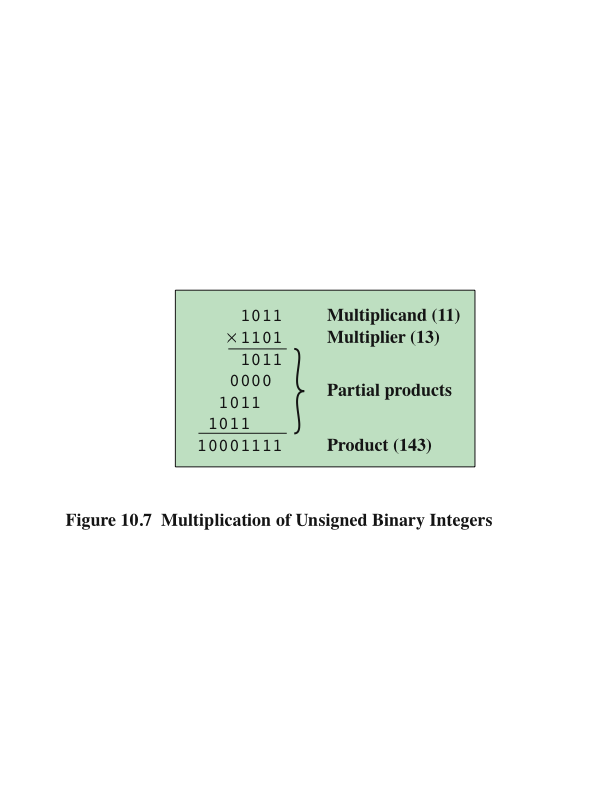 1011 Multiplicand (11)
×1101 Multiplier (13)
1011
0000
Partial products
1011
1011
10001111 Product (143)
Figure 10.7 Multiplication of Unsigned Binary Integers